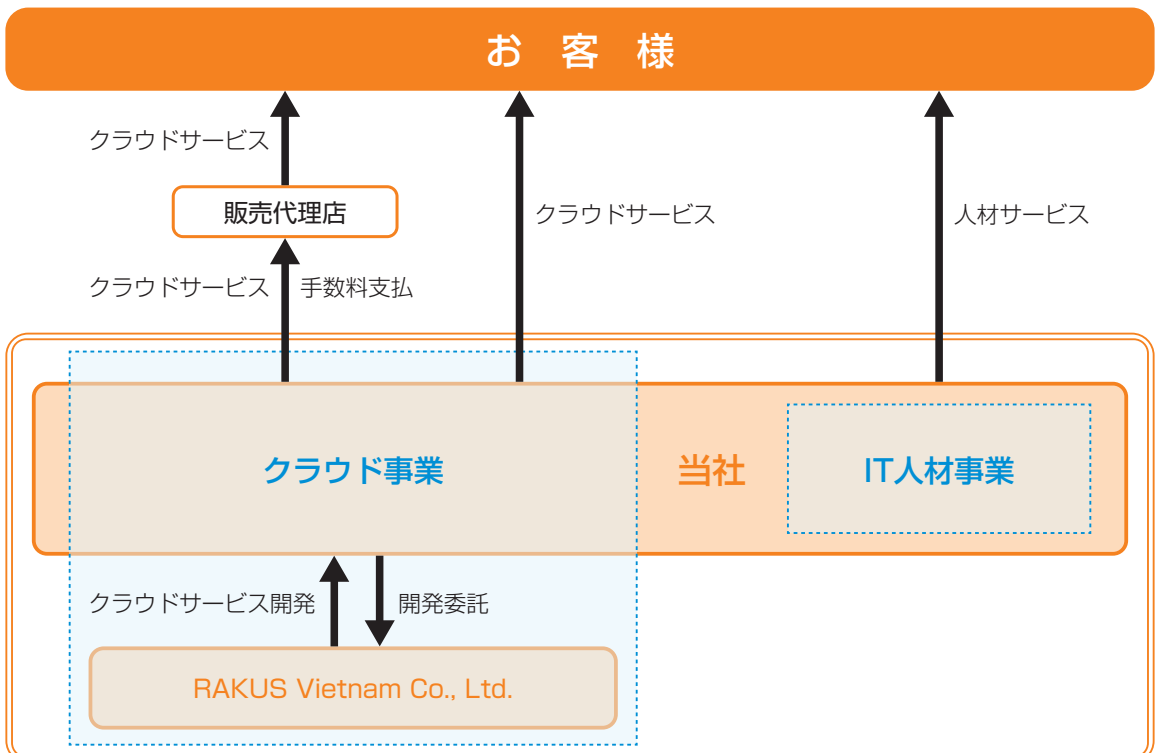 お 客 様
クラウドサービス
販売代理店
クラウドサービス
人材サービス
クラウドサービス 手数料支払
クラウド事業
当社
IT人材事業
クラウドサービス開発
開発委託
RAKUS Vietnam Co., Ltd.